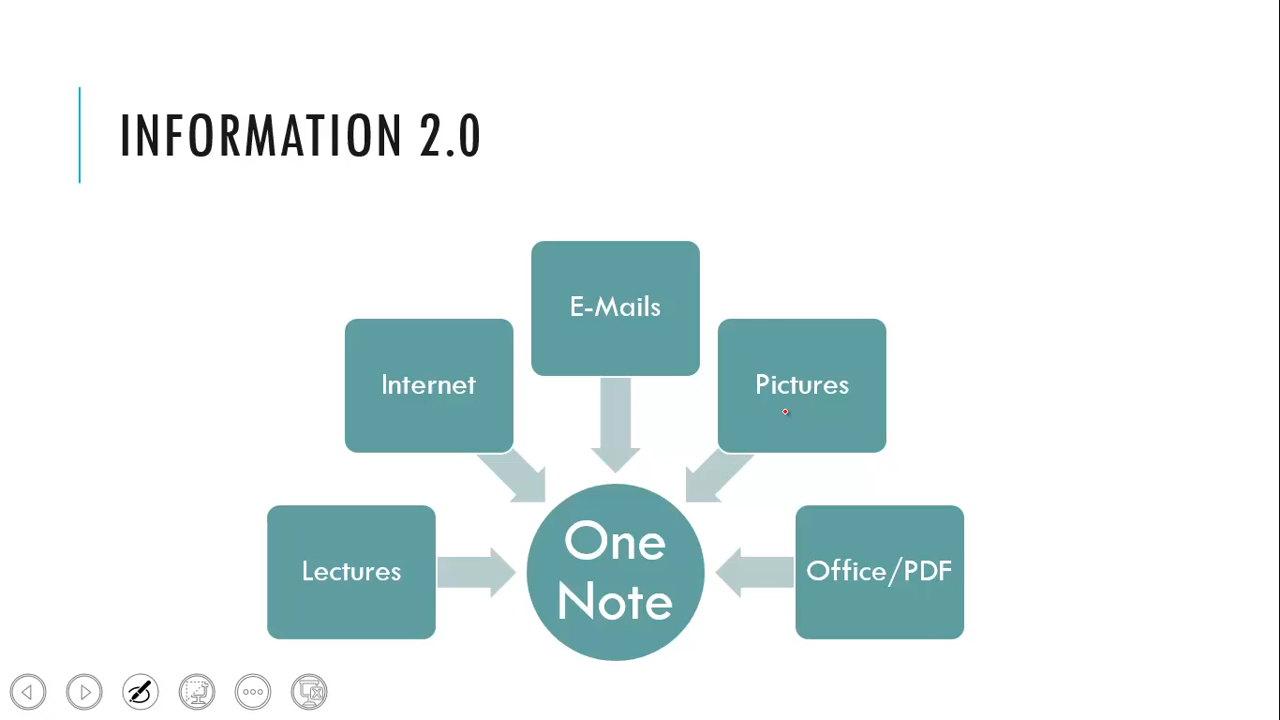 INFORMATION 2.0
E-Mails
Internet
Pictures
Lectures
One
Note
Office/PDF